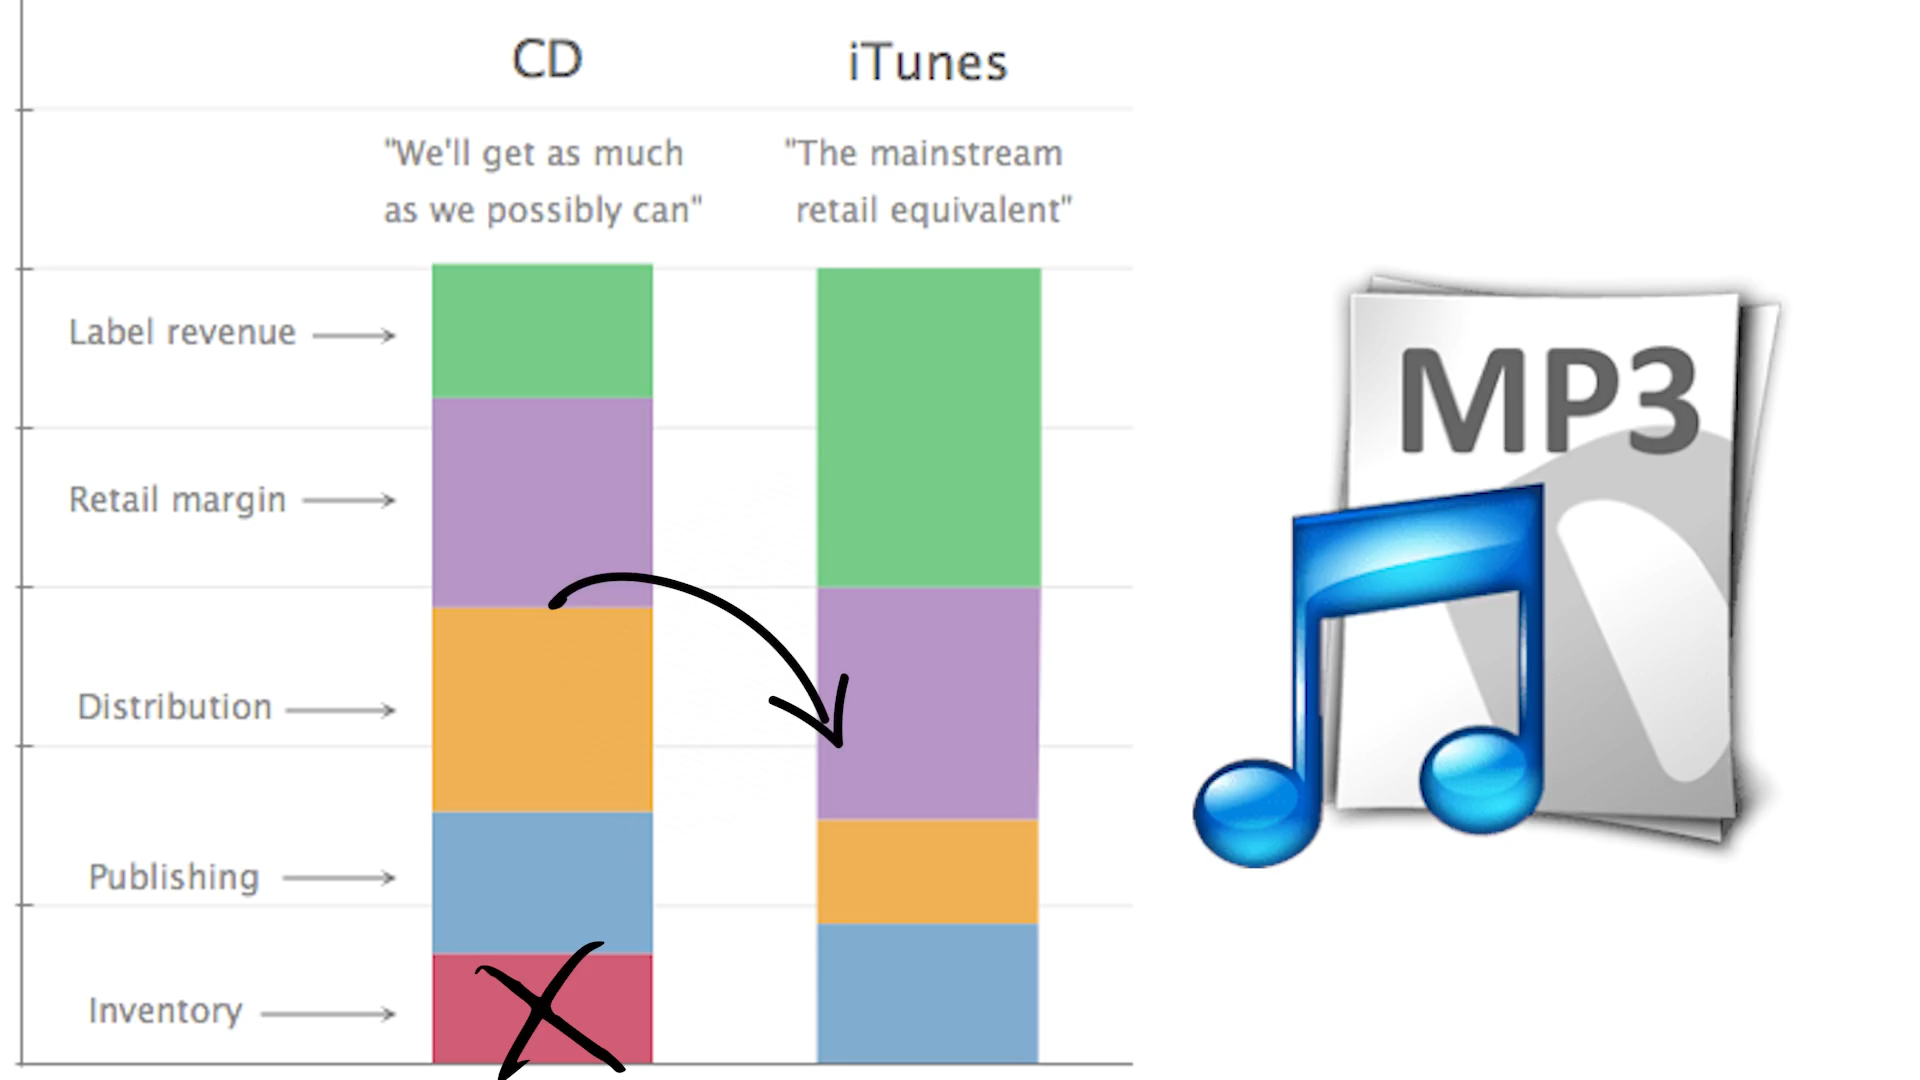 CD
iTunes
"We'll get as much
as we possibly can"
"The mainstream
retail equivalent"
Label revenue
Retail margin
Distribution
Publishing
Inventory
MP3